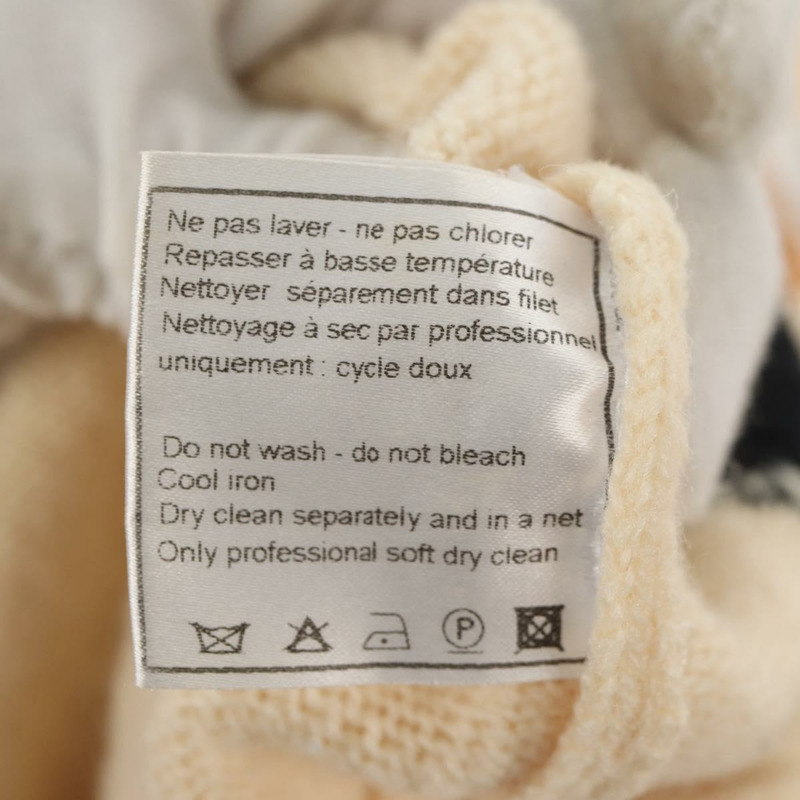 Ne pas laver - ne pas chlorer
Repasser à basse température
Nettoyer séparement dans filet
Nettoyage à sec par professionnel
uniquement : cycle doux
Do not wash - do not bleach
Cool iron
Dry clean separately and in a net
Only professional soft dry clean
P